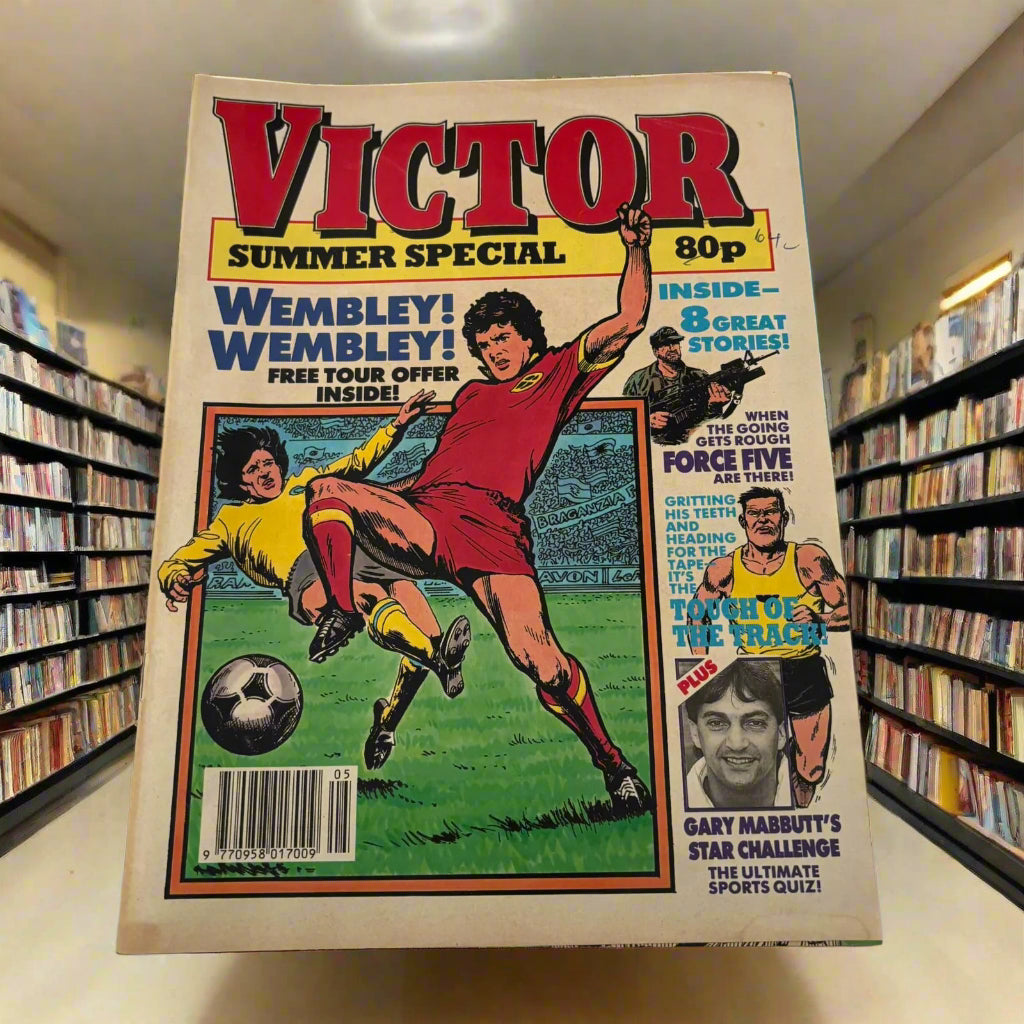 VICTOR
SUMMER SPECIAL
80p
WEMBLEY!
WEMBLEY!
FREE TOUR OFFER
INSIDE!
INSIDE–
8 GREAT
STORIES!
WHEN
THE GOING
GETS ROUGH
FORCE FIVE
ARE THERE!
GRITTING
HIS TEETH
AND
HEADING
FOR THE
TAPE–
IT'S
THE
TOUGH OF
THE TRACK!
PLUS
GARY MABBUTT'S
STAR CHALLENGE
THE ULTIMATE
SPORTS QUIZ!
BRAGANZA
AVON
05
9 770958 017009